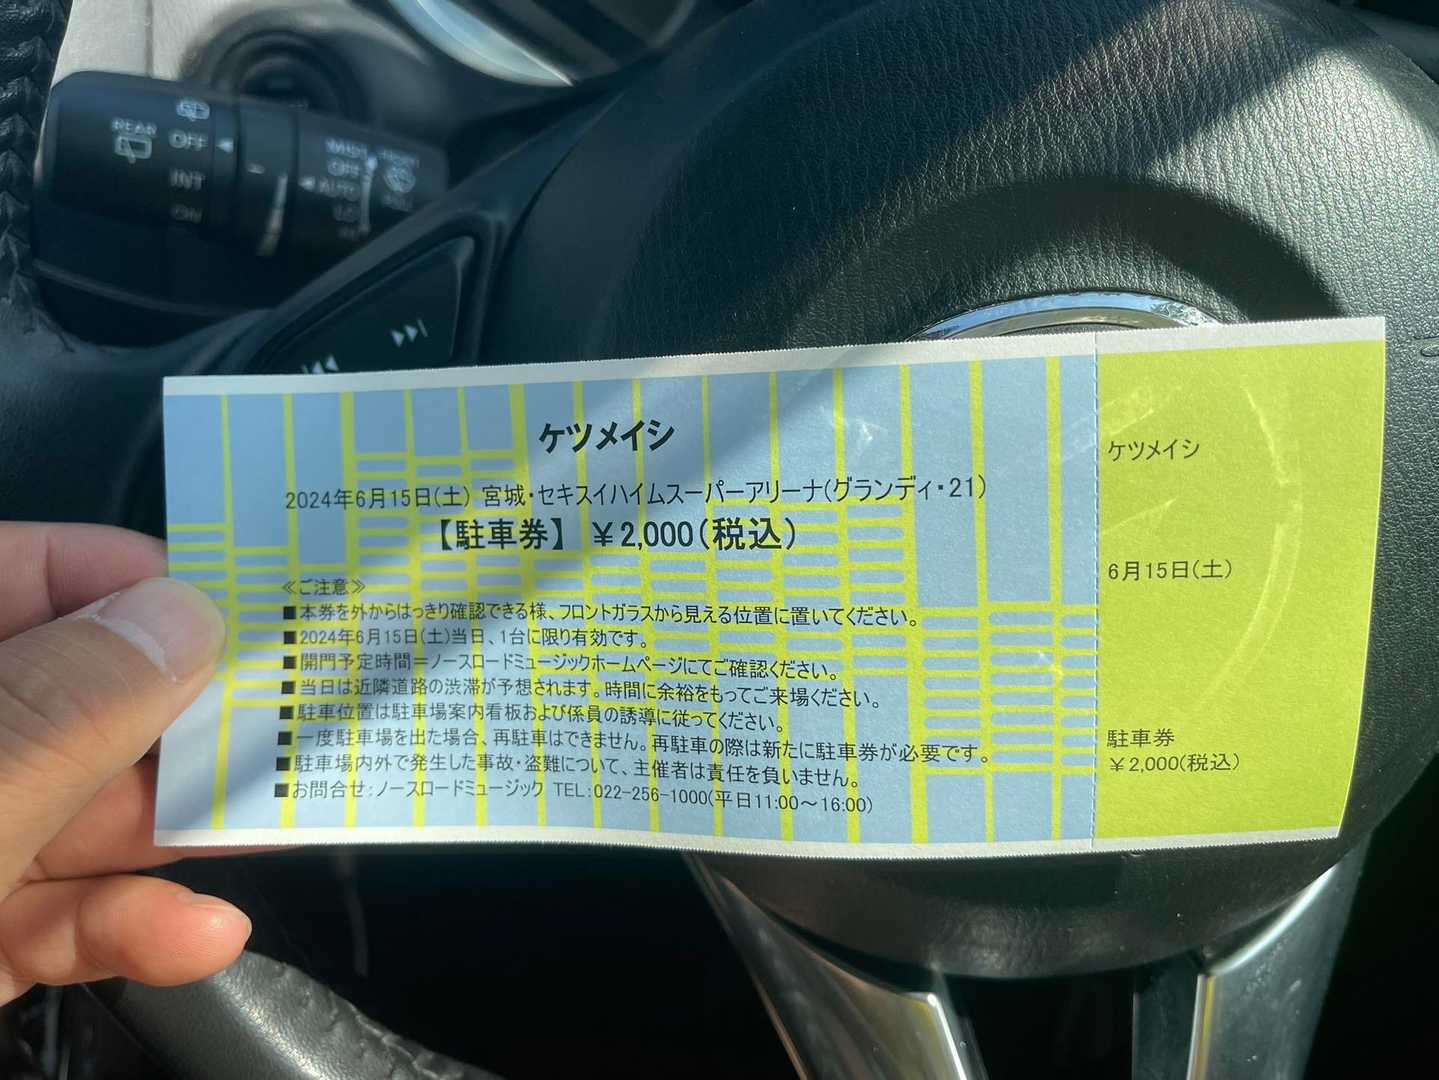 REAR
OFF
INT
ON
MIST
OFF
AUTO
LO
ケツメイシ
2024年6月15日(土) 宮城・セキスイハイムスーパーアリーナ(グランディ・21)
【駐車券】 ¥2,000(税込)
≪ご注意≫
■本券を外からはっきり確認できる様、フロントガラスから見える位置に置いてください。
■2024年6月15日(土)当日、1台に限り有効です。
■開門予定時間=ノースロードミュージックホームページにてご確認ください。
■当日は近隣道路の渋滞が予想されます。時間に余裕をもってご来場ください。
■駐車位置は駐車場案内看板および係員の誘導に従ってください。
■一度駐車場を出た場合、再駐車はできません。再駐車の際は新たに駐車券が必要です。
■駐車場内外で発生した事故・盗難について、主催者は責任を負いません。
■お問合せ:ノースロードミュージック TEL:022-256-1000(平日11:00~16:00)
ケツメイシ
6月15日(土)
駐車券
¥2,000(税込)